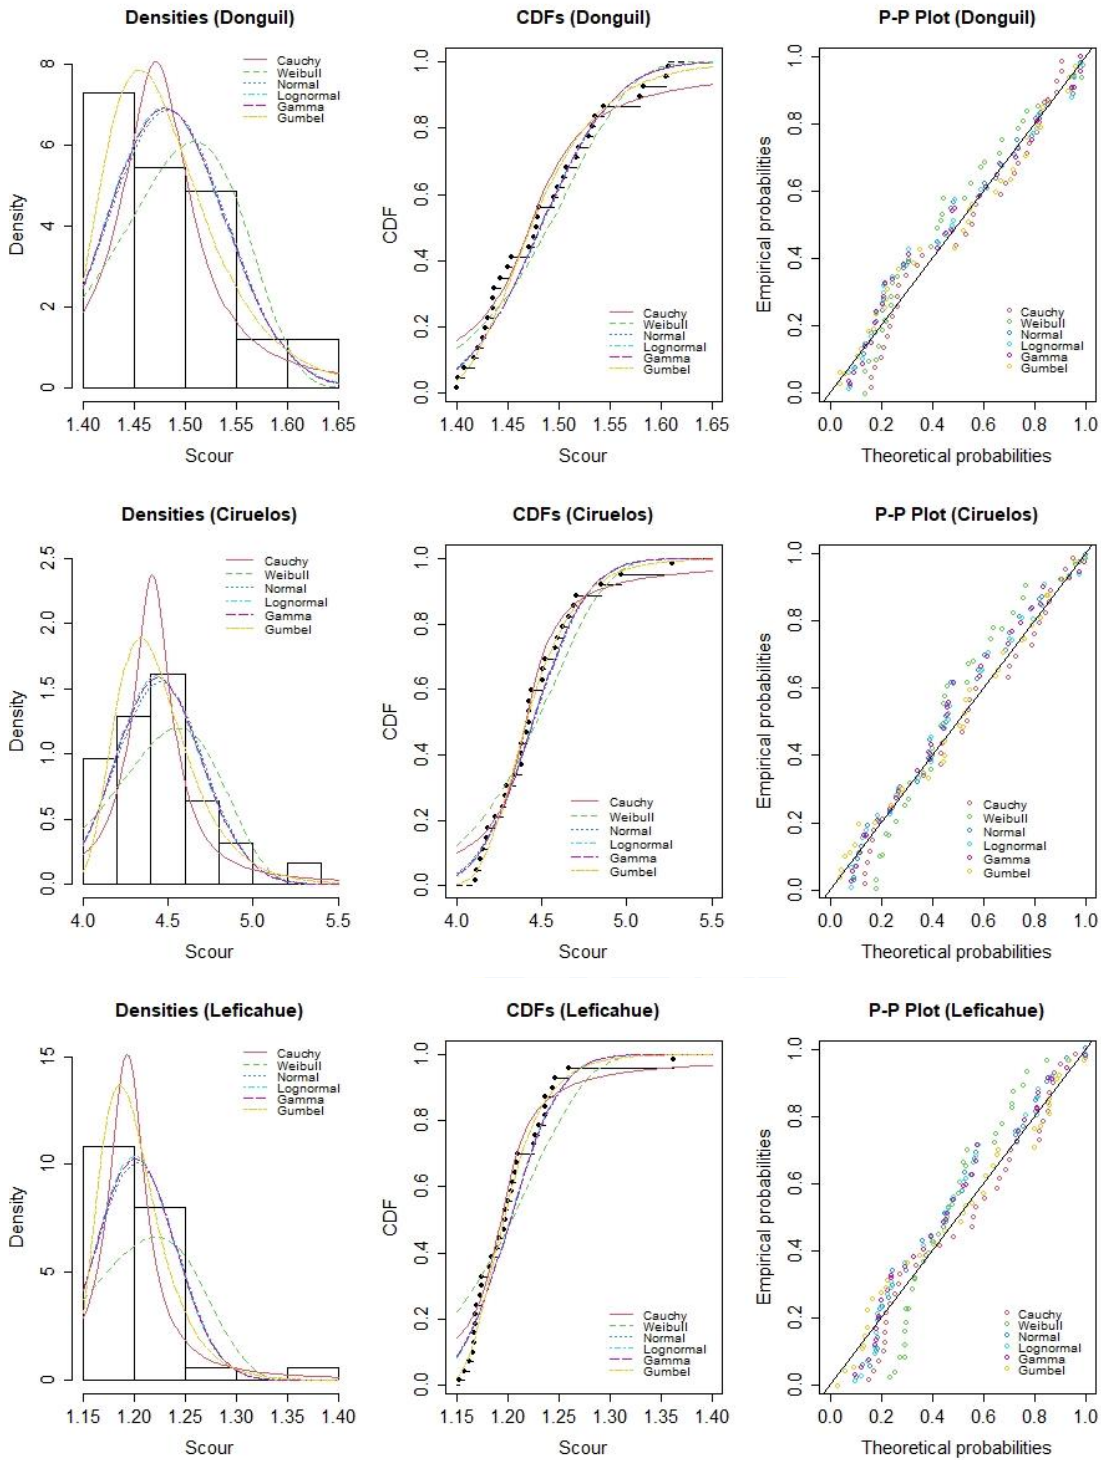 Densities (Donguil)
Density
8
6
4
2
0
Cauchy
Weibull
Normal
Lognormal
Gamma
Gumbel
1.40 1.45 1.50 1.55 1.60 1.65
Scour
CDFs (Donguil)
CDF
1.0
0.8
0.6
0.4
0.2
0.0
Cauchy
Weibull
Normal
Lognormal
Gamma
Gumbel
1.40 1.45 1.50 1.55 1.60 1.65
Scour
P-P Plot (Donguil)
Empirical probabilities
1.0
0.8
0.6
0.4
0.2
0.0
Cauchy
Weibull
Normal
Lognormal
Gamma
Gumbel
0.0 0.2 0.4 0.6 0.8 1.0
Theoretical probabilities
Densities (Ciruelos)
Density
2.5
2.0
1.5
1.0
0.5
0.0
Cauchy
Weibull
Normal
Lognormal
Gamma
Gumbel
4.0 4.5 5.0 5.5
Scour
CDFs (Ciruelos)
CDF
1.0
0.8
0.6
0.4
0.2
0.0
Cauchy
Weibull
Normal
Lognormal
Gamma
Gumbel
4.0 4.5 5.0 5.5
Scour
P-P Plot (Ciruelos)
Empirical probabilities
1.0
0.8
0.6
0.4
0.2
0.0
Cauchy
Weibull
Normal
Lognormal
Gamma
Gumbel
0.0 0.2 0.4 0.6 0.8 1.0
Theoretical probabilities
Densities (Leficahue)
Density
15
10
5
0
Cauchy
Weibull
Normal
Lognormal
Gamma
Gumbel
1.15 1.20 1.25 1.30 1.35 1.40
Scour
CDFs (Leficahue)
CDF
1.0
0.8
0.6
0.4
0.2
0.0
Cauchy
Weibull
Normal
Lognormal
Gamma
Gumbel
1.15 1.20 1.25 1.30 1.35 1.40
Scour
P-P Plot (Leficahue)
Empirical probabilities
1.0
0.8
0.6
0.4
0.2
0.0
Cauchy
Weibull
Normal
Lognormal
Gamma
Gumbel
0.0 0.2 0.4 0.6 0.8 1.0
Theoretical probabilities